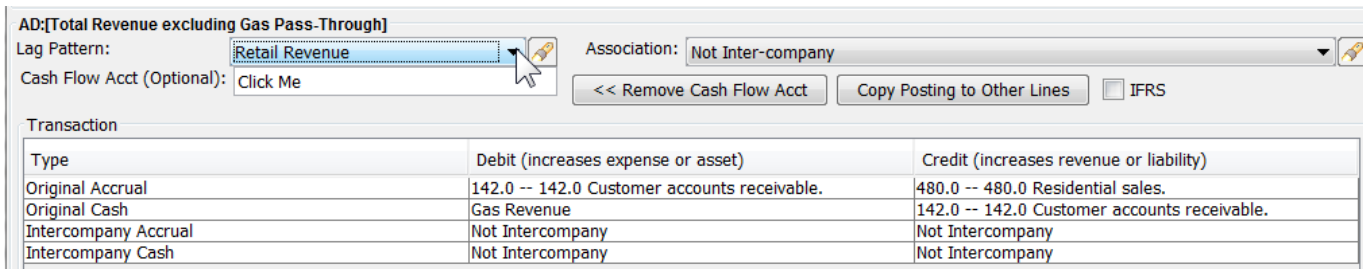 AD:[Total Revenue excluding Gas Pass-Through]
Lag Pattern: Retail Revenue Association: Not Inter-company
Cash Flow Acct (Optional): Click Me << Remove Cash Flow Acct Copy Posting to Other Lines IFRS
Transaction
Type Debit (increases expense or asset) Credit (increases revenue or liability)
Original Accrual 142.0 -- 142.0 Customer accounts receivable. 480.0 -- 480.0 Residential sales.
Original Cash Gas Revenue 142.0 -- 142.0 Customer accounts receivable.
Intercompany Accrual Not Intercompany Not Intercompany
Intercompany Cash Not Intercompany Not Intercompany